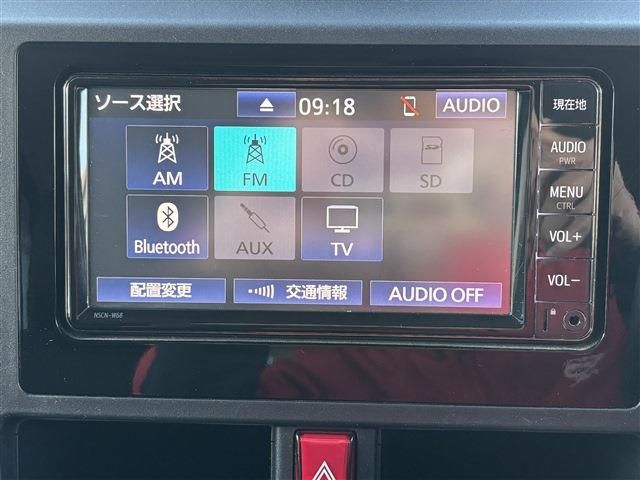 ソース選択 09:18 AUDIO
AM FM CD SD
Bluetooth AUX TV
配置変更 交通情報 AUDIO OFF
NSCN-W68
現在地
AUDIO
PWR
MENU
CTRL
VOL+
VOL−